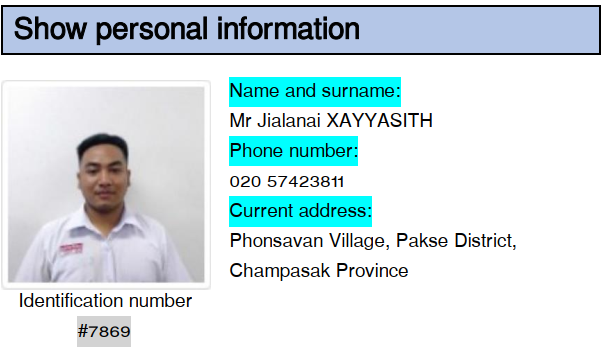 Show personal information
Name and surname:
Mr Jialanai XAYYASITH
Phone number:
020 57423811
Current address:
Phonsavan Village, Pakse District,
Champasak Province
Identification number
#7869